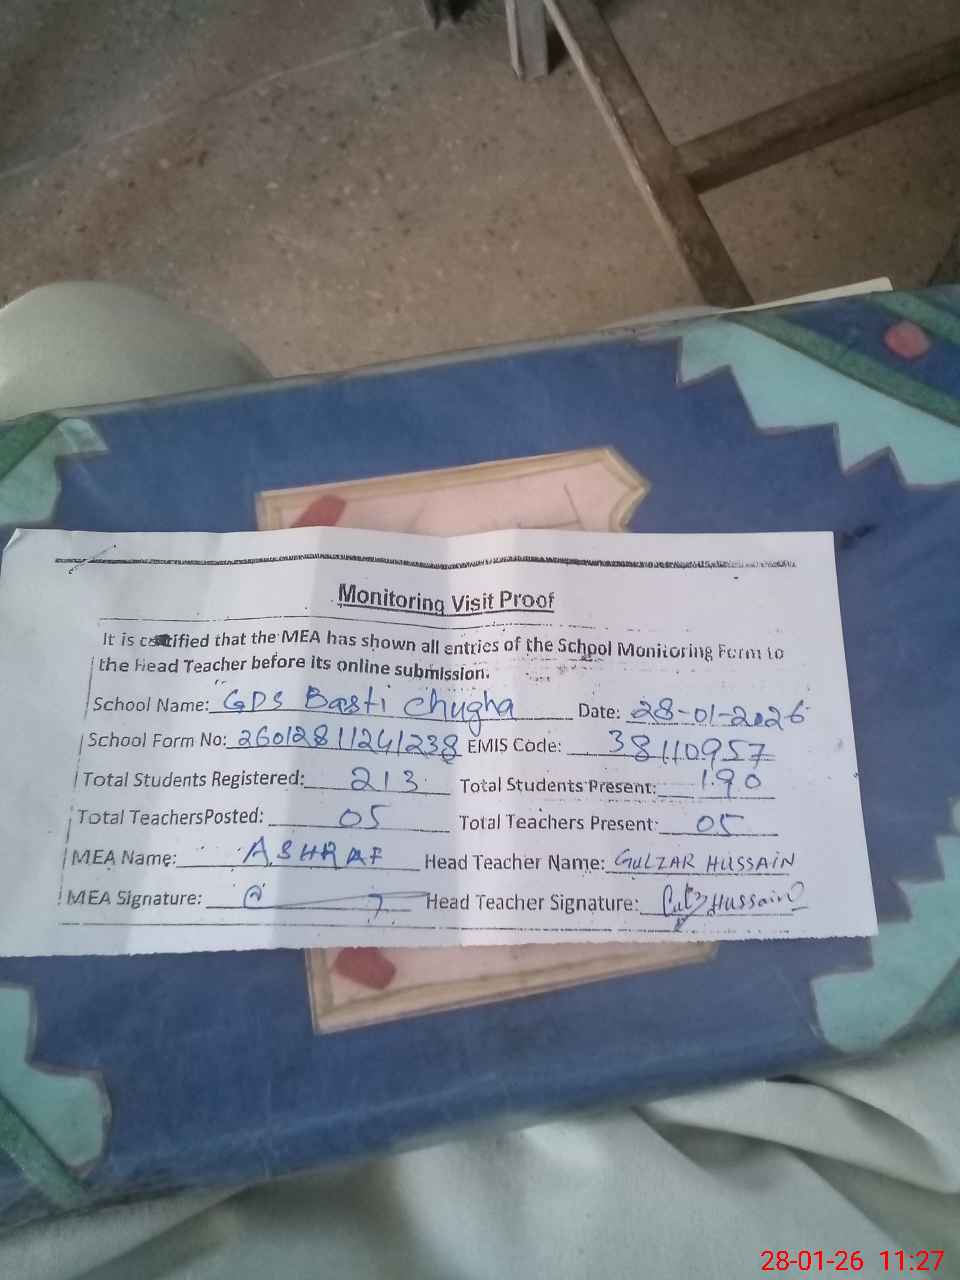 Monitoring Visit Proof
It is certified that the MEA has shown all entries of the School Monitoring Form to
the Head Teacher before its online submission.
School Name: GPS Basti Chugha Date: 28-01-2026
School Form No: 26012811241238 EMIS Code: 38110957
Total Students Registered: 213 Total Students Present: 190
Total TeachersPosted: 05 Total Teachers Present: 05
MEA Name: ASHRAF Head Teacher Name: GULZAR HUSSAIN
MEA Signature: Head Teacher Signature: Hussain
28-01-26 11:27